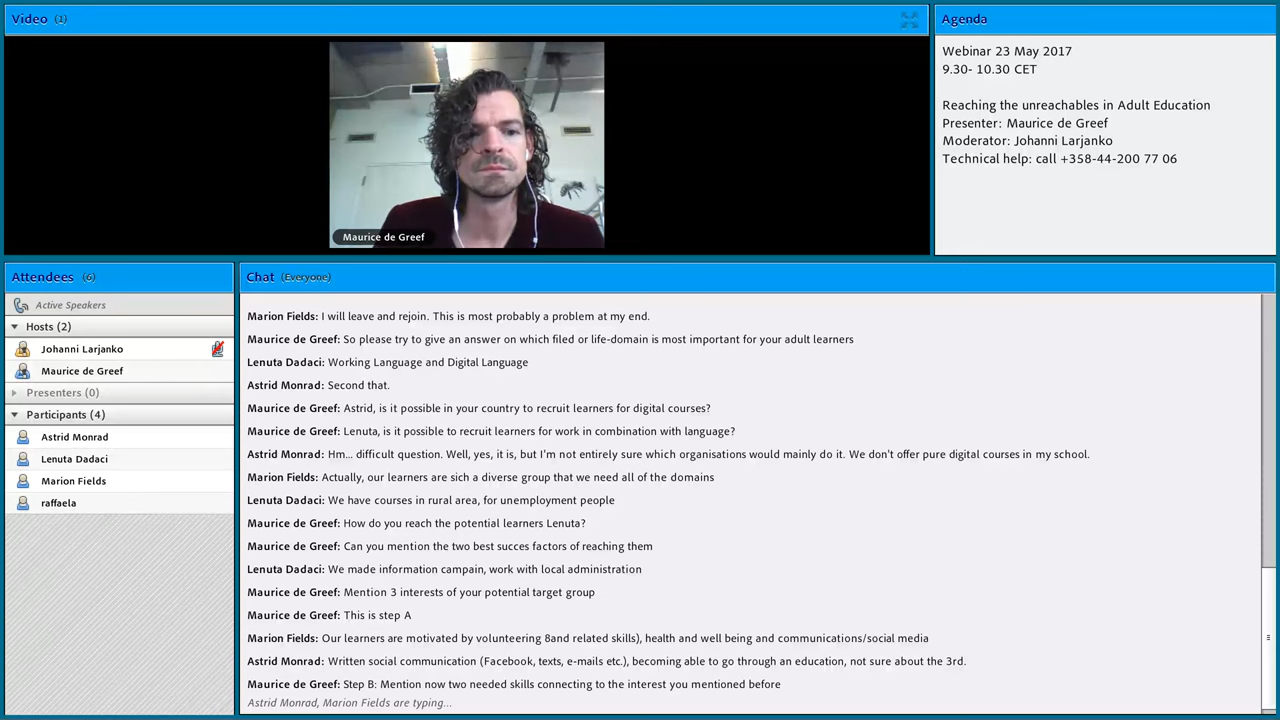 Video (1)
Maurice de Greef
Agenda
Webinar 23 May 2017
9.30- 10.30 CET
Reaching the unreachables in Adult Education
Presenter: Maurice de Greef
Moderator: Johanni Larjanko
Technical help: call +358-44-200 77 06
Attendees (6)
Active Speakers
Hosts (2)
Johanni Larjanko
Maurice de Greef
Presenters (0)
Participants (4)
Astrid Monrad
Lenuta Dadaci
Marion Fields
raffaela
Chat (Everyone)
Marion Fields: I will leave and rejoin. This is most probably a problem at my end.
Maurice de Greef: So please try to give an answer on which filed or life-domain is most important for your adult learners
Lenuta Dadaci: Working Language and Digital Language
Astrid Monrad: Second that.
Maurice de Greef: Astrid, is it possible in your country to recruit learners for digital courses?
Maurice de Greef: Lenuta, is it possible to recruit learners for work in combination with language?
Astrid Monrad: Hm... difficult question. Well, yes, it is, but I'm not entirely sure which organisations would mainly do it. We don't offer pure digital courses in my school.
Marion Fields: Actually, our learners are sich a diverse group that we need all of the domains
Lenuta Dadaci: We have courses in rural area, for unemployment people
Maurice de Greef: How do you reach the potential learners Lenuta?
Maurice de Greef: Can you mention the two best succes factors of reaching them
Lenuta Dadaci: We made information campain, work with local administration
Maurice de Greef: Mention 3 interests of your potential target group
Maurice de Greef: This is step A
Marion Fields: Our learners are motivated by volunteering 8and related skills), health and well being and communications/social media
Astrid Monrad: Written social communication (Facebook, texts, e-mails etc.), becoming able to go through an education, not sure about the 3rd.
Maurice de Greef: Step B: Mention now two needed skills connecting to the interest you mentioned before
Astrid Monrad, Marion Fields are typing...